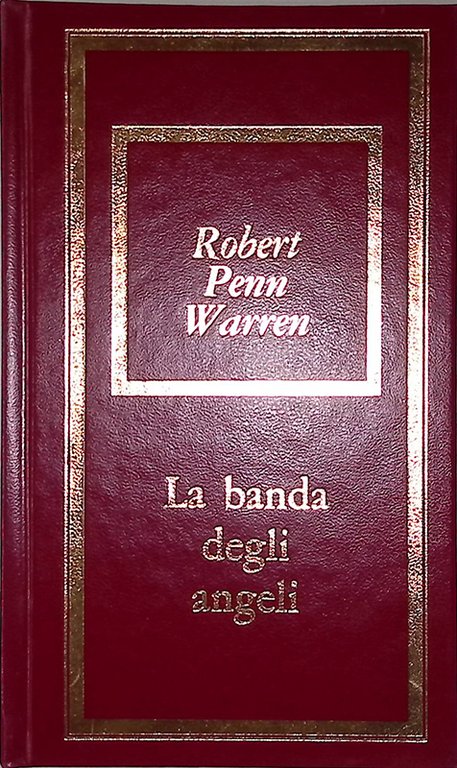 Robert
Penn
Warren
La banda
degli
angeli